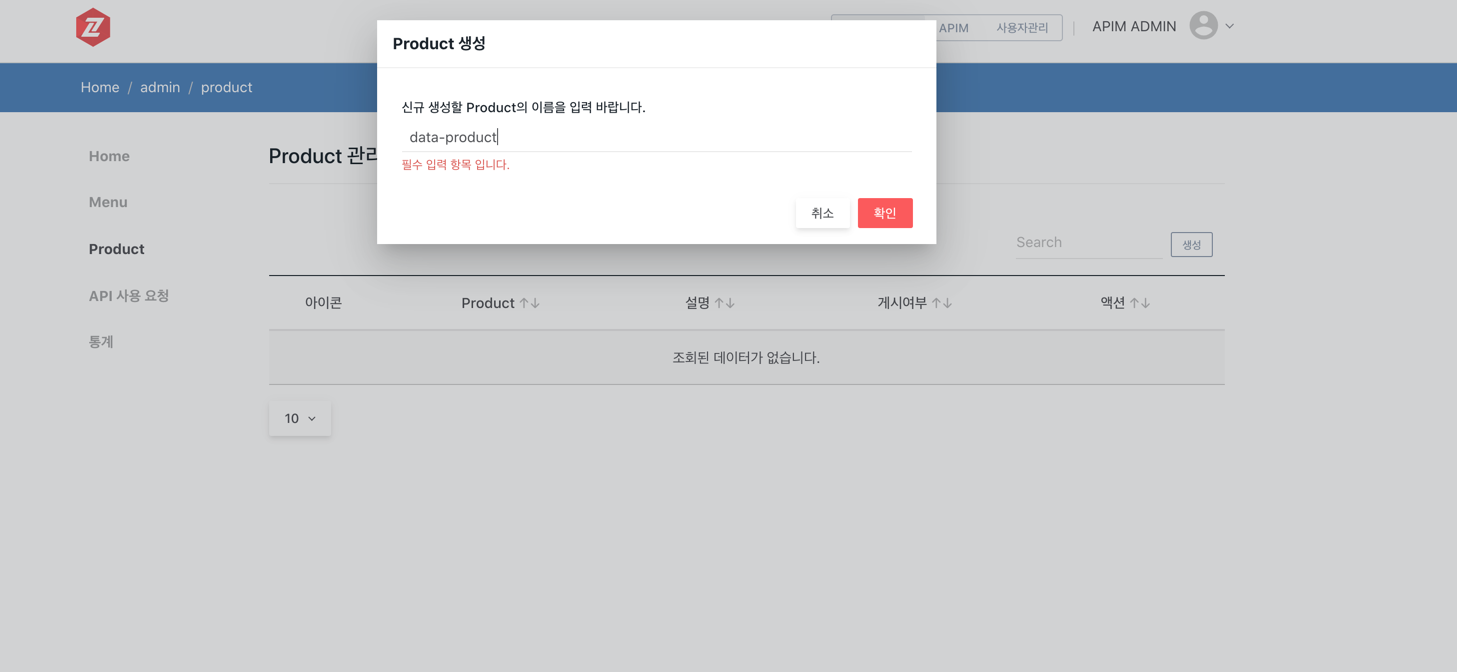 APIM 사용자관리 APIM ADMIN
Product 생성
Home / admin / product
신규 생성할 Product의 이름을 입력 바랍니다.
data-product
필수 입력 항목 입니다.
취소 확인
Home
Menu
Product
API 사용 요청
통계
Product 관리
Search 생성
아이콘 Product 설명 게시여부 액션
조회된 데이터가 없습니다.
10